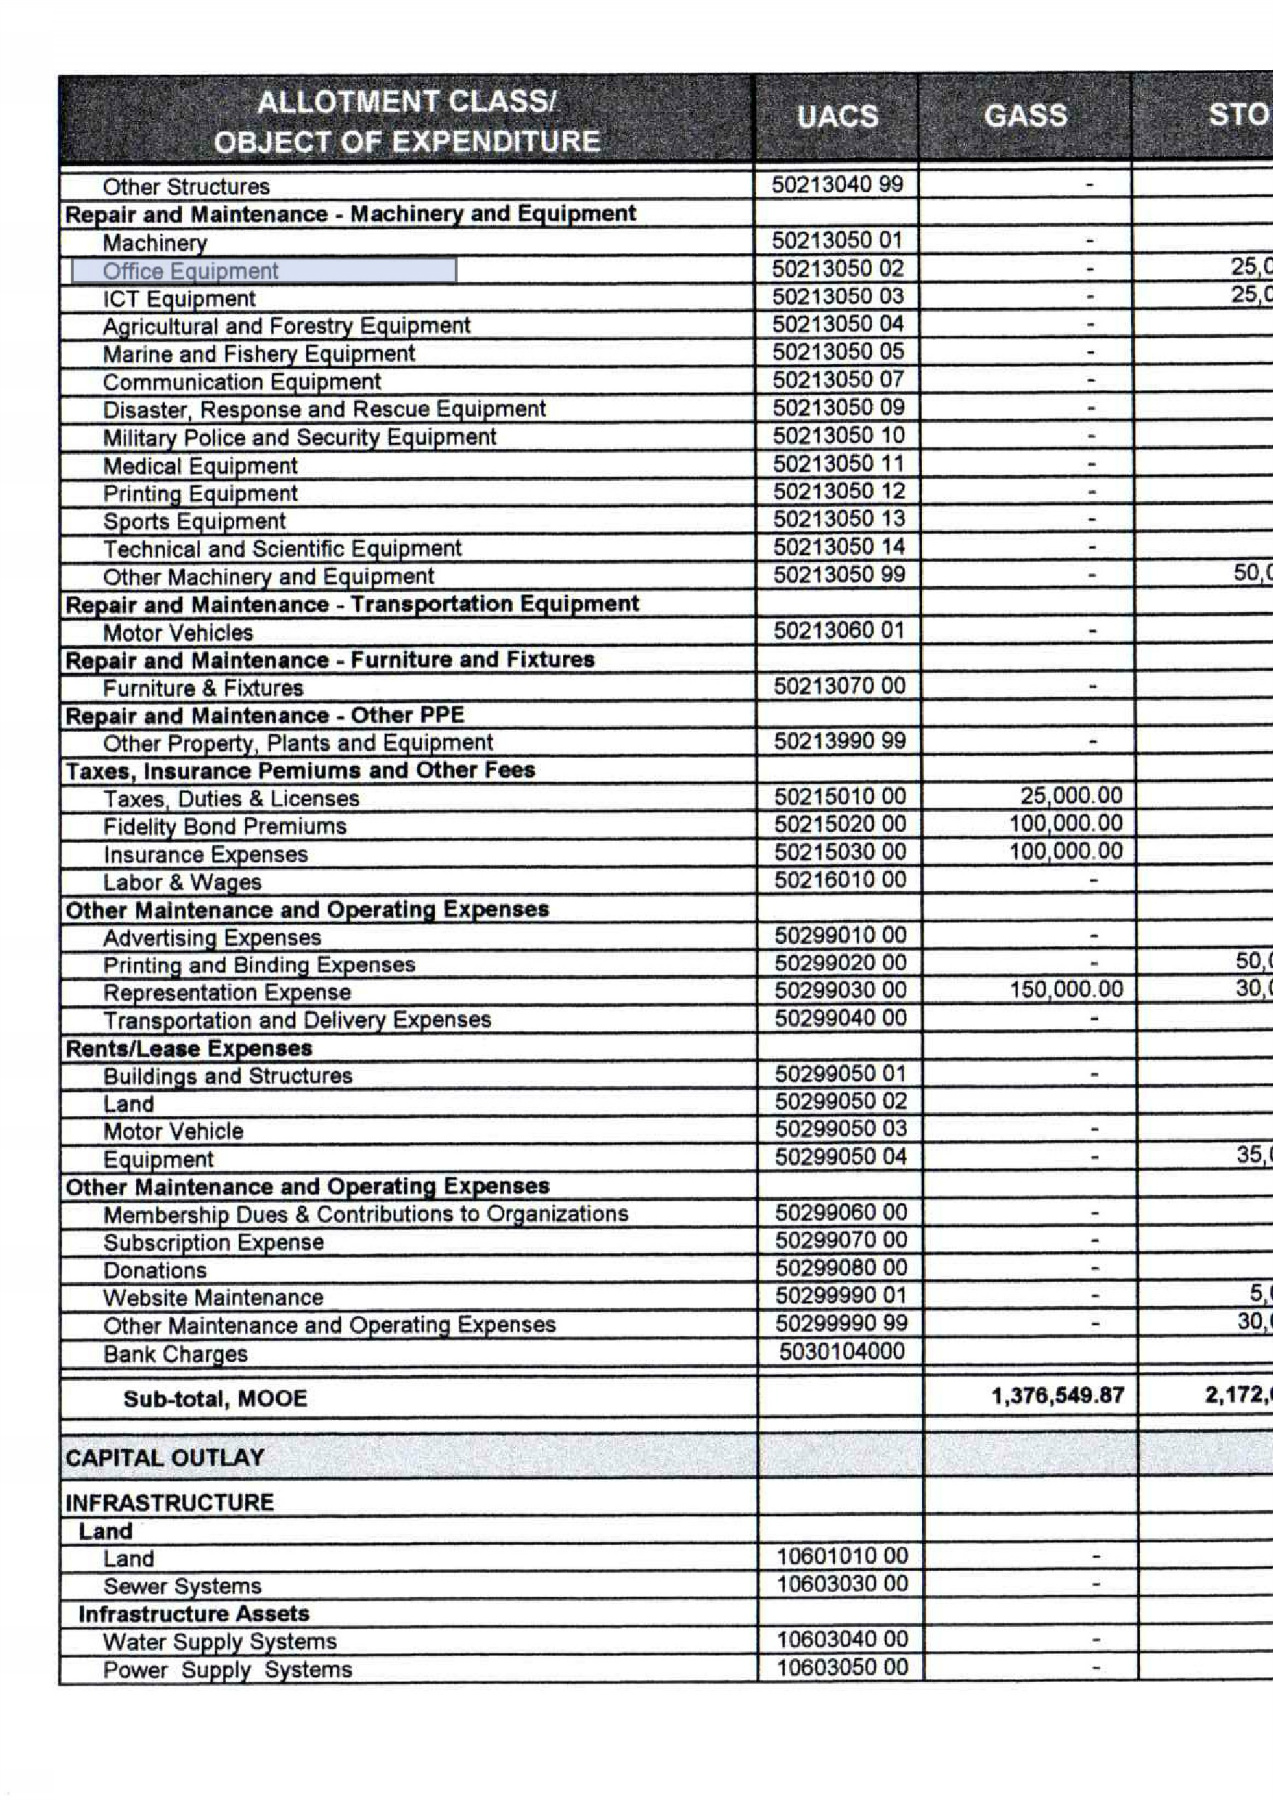 ALLOTMENT CLASS/
OBJECT OF EXPENDITURE UACS GASS STO
Other Structures 50213040 99 -
Repair and Maintenance - Machinery and Equipment
Machinery 50213050 01 -
Office Equipment 50213050 02 - 25,0
ICT Equipment 50213050 03 - 25,0
Agricultural and Forestry Equipment 50213050 04 -
Marine and Fishery Equipment 50213050 05 -
Communication Equipment 50213050 07 -
Disaster, Response and Rescue Equipment 50213050 09 -
Military Police and Security Equipment 50213050 10 -
Medical Equipment 50213050 11 -
Printing Equipment 50213050 12 -
Sports Equipment 50213050 13 -
Technical and Scientific Equipment 50213050 14 -
Other Machinery and Equipment 50213050 99 - 50,0
Repair and Maintenance - Transportation Equipment
Motor Vehicles 50213060 01 -
Repair and Maintenance - Furniture and Fixtures
Furniture & Fixtures 50213070 00 -
Repair and Maintenance - Other PPE
Other Property, Plants and Equipment 50213990 99 -
Taxes, Insurance Pemiums and Other Fees
Taxes, Duties & Licenses 50215010 00 25,000.00
Fidelity Bond Premiums 50215020 00 100,000.00
Insurance Expenses 50215030 00 100,000.00
Labor & Wages 50216010 00 -
Other Maintenance and Operating Expenses
Advertising Expenses 50299010 00 -
Printing and Binding Expenses 50299020 00 - 50,0
Representation Expense 50299030 00 150,000.00 30,0
Transportation and Delivery Expenses 50299040 00 -
Rents/Lease Expenses
Buildings and Structures 50299050 01 -
Land 50299050 02
Motor Vehicle 50299050 03 -
Equipment 50299050 04 - 35,0
Other Maintenance and Operating Expenses
Membership Dues & Contributions to Organizations 50299060 00 -
Subscription Expense 50299070 00 -
Donations 50299080 00 -
Website Maintenance 50299990 01 - 5,0
Other Maintenance and Operating Expenses 50299990 99 - 30,0
Bank Charges 5030104000
Sub-total, MOOE 1,376,549.87 2,172,0
CAPITAL OUTLAY
INFRASTRUCTURE
Land
Land 10601010 00 -
Sewer Systems 10603030 00 -
Infrastructure Assets
Water Supply Systems 10603040 00 -
Power Supply Systems 10603050 00 -